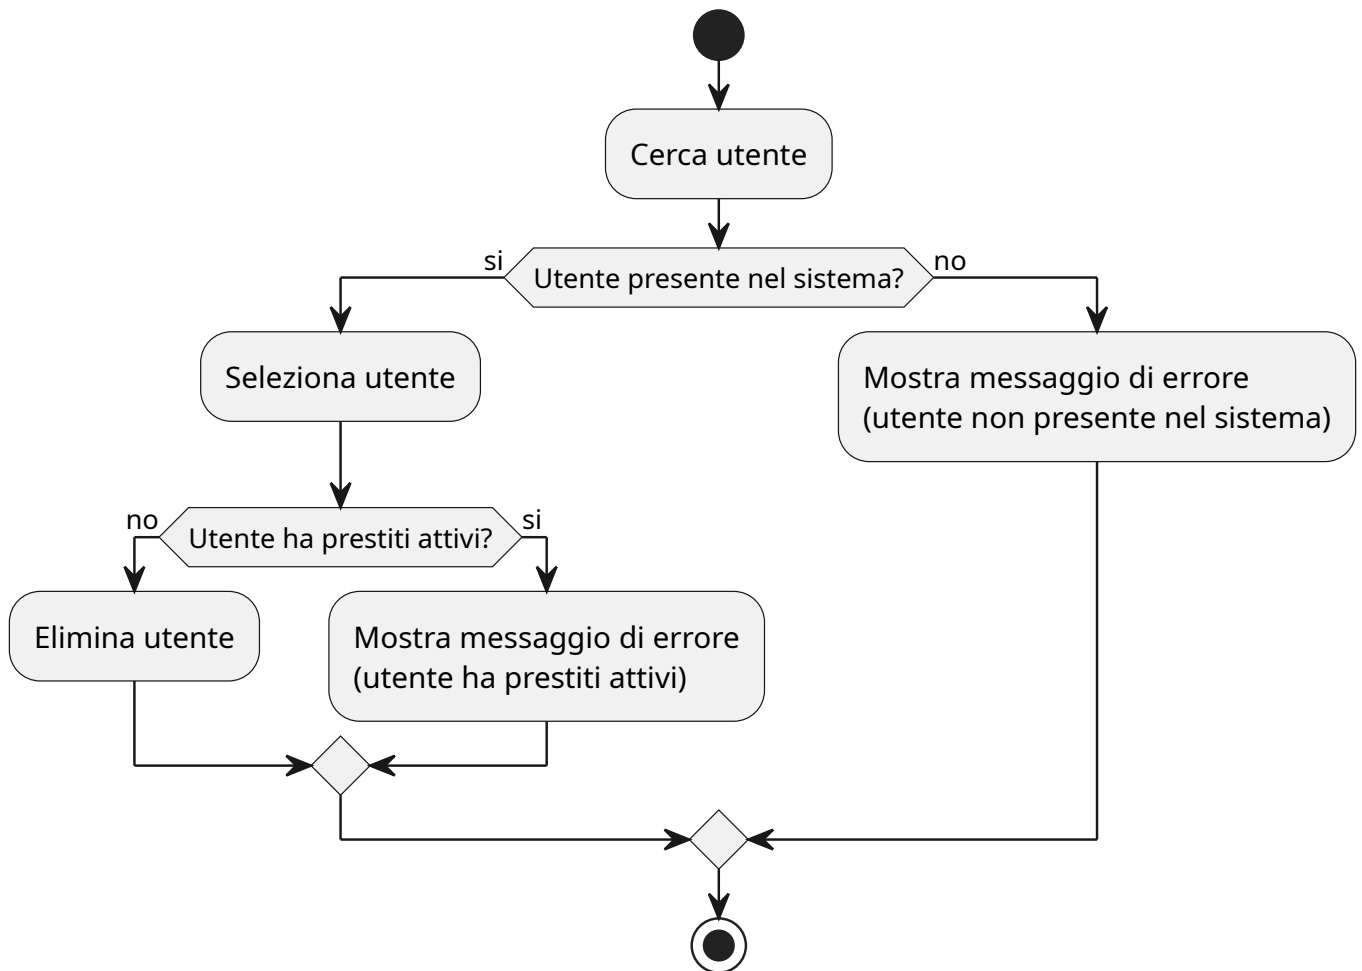 Cerca utente
si
Utente presente nel sistema?
no
Seleziona utente
Mostra messaggio di errore
(utente non presente nel sistema)
no
Utente ha prestiti attivi?
si
Elimina utente
Mostra messaggio di errore
(utente ha prestiti attivi)